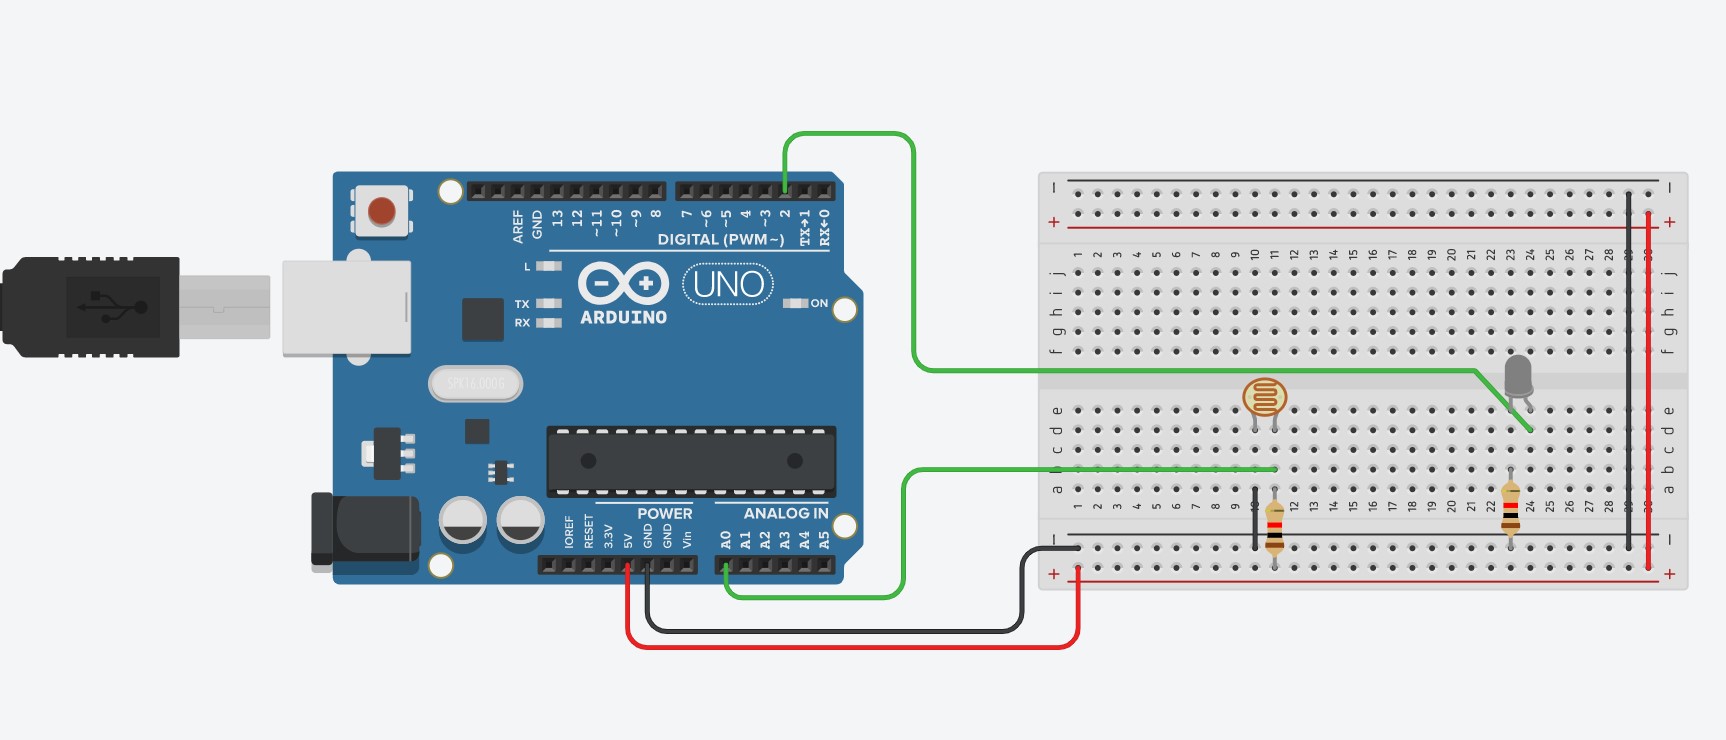 AREF
GND
13
12
~11
~10
~9
8
7
~6
~5
4
~3
2
TX→1
RX←0
DIGITAL (PWM~)
L
TX
RX
UNO
ON
ARDUINO
SPK16.000G
POWER
ANALOG IN
IOREF
RESET
3.3V
5V
GND
GND
Vin
A0
A1
A2
A3
A4
A5
− −
+ +
1 2 3 4 5 6 7 8 9 10 11 12 13 14 15 16 17 18 19 20 21 22 23 24 25 26 27 28 29 30
j j
i i
h h
g g
f f
e e
d d
c c
b b
a a
1 2 3 4 5 6 7 8 9 10 11 12 13 14 15 16 17 18 19 20 21 22 23 24 25 26 27 28 29 30
− −
+ +